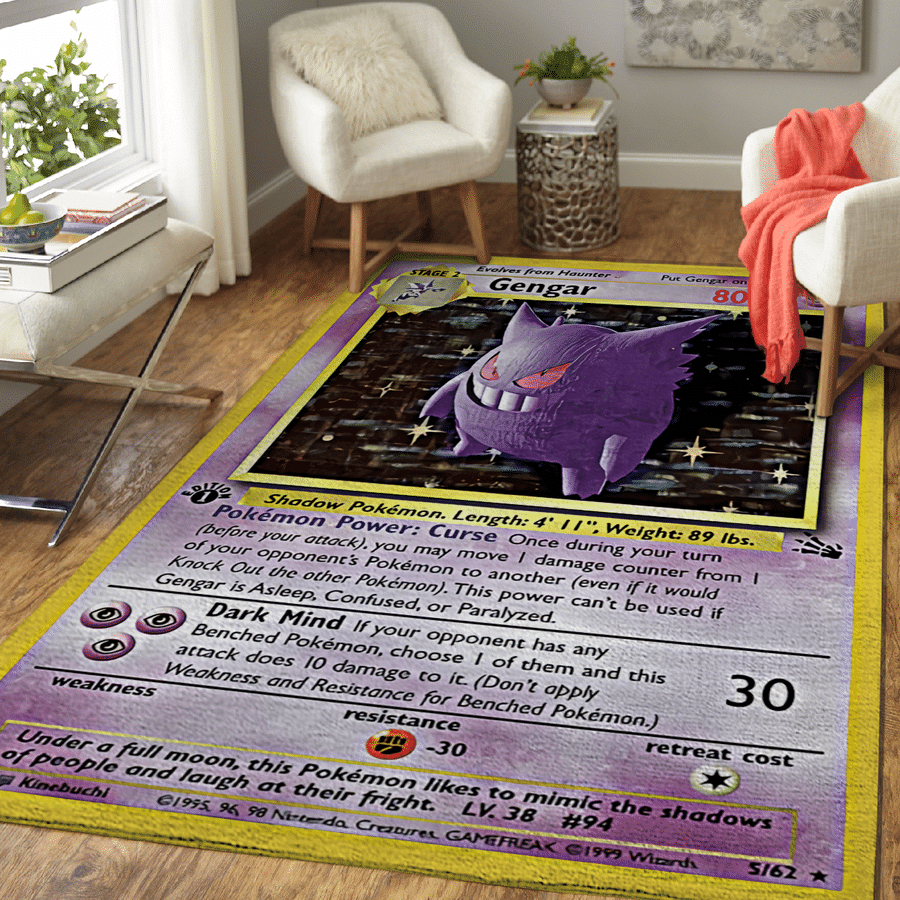 STAGE 2
Evolves from Haunter
Put Gengar on
Gengar
80
EDITION
1
Shadow Pokémon. Length: 4' 11", Weight: 89 lbs.
Pokémon Power: Curse Once during your turn
(before your attack), you may move 1 damage counter from 1
of your opponent's Pokémon to another (even if it would
Knock Out the other Pokémon). This power can't be used if
Gengar is Asleep, Confused, or Paralyzed.
Dark Mind If your opponent has any
Benched Pokémon, choose 1 of them and this
attack does 10 damage to it. (Don't apply
Weakness and Resistance for Benched Pokémon.)
30
weakness
resistance
-30
retreat cost
Under a full moon, this Pokémon likes to mimic the shadows
of people and laugh at their fright. LV. 38 #94
Kinebuchi
©1995, 96, 98 Nintendo, Creatures, GAMEFREAK ©1999 Wizards
5/62